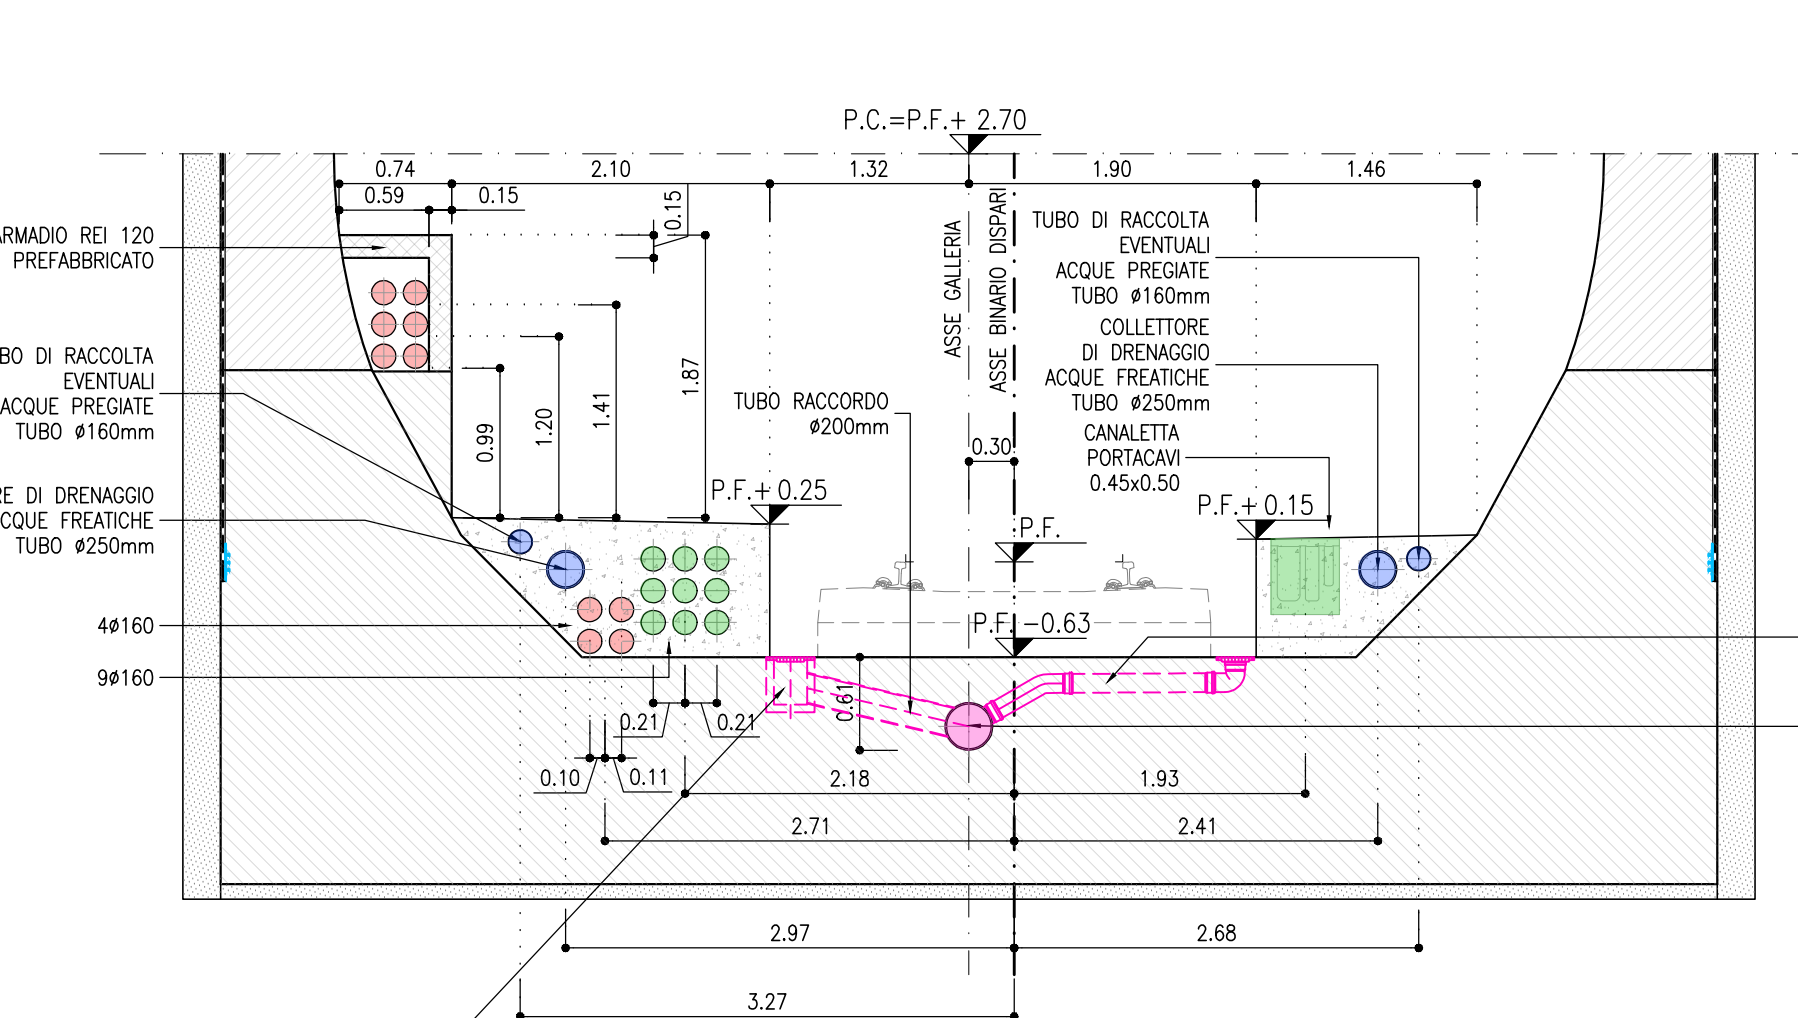 P.C.=P.F.+ 2.70
0.74
2.10
1.32
1.90
1.46
0.59
0.15
0.15
ARMADIO REI 120
PREFABBRICATO
TUBO DI RACCOLTA
EVENTUALI
ACQUE PREGIATE
TUBO ø160mm
COLLETTORE
DI DRENAGGIO
ACQUE FREATICHE
TUBO ø250mm
CANALETTA
PORTACAVI
0.45x0.50
ASSE GALLERIA
ASSE BINARIO DISPARI
BO DI RACCOLTA
EVENTUALI
ACQUE PREGIATE
TUBO ø160mm
TUBO RACCORDO
ø200mm
0.99
1.20
1.41
1.87
0.30
RE DI DRENAGGIO
CQUE FREATICHE
TUBO ø250mm
P.F.+ 0.25
P.F.
P.F.+ 0.15
P.F. -0.63
4ø160
9ø160
0.61
0.21
0.21
0.10
0.11
2.18
1.93
2.71
2.41
2.97
2.68
3.27